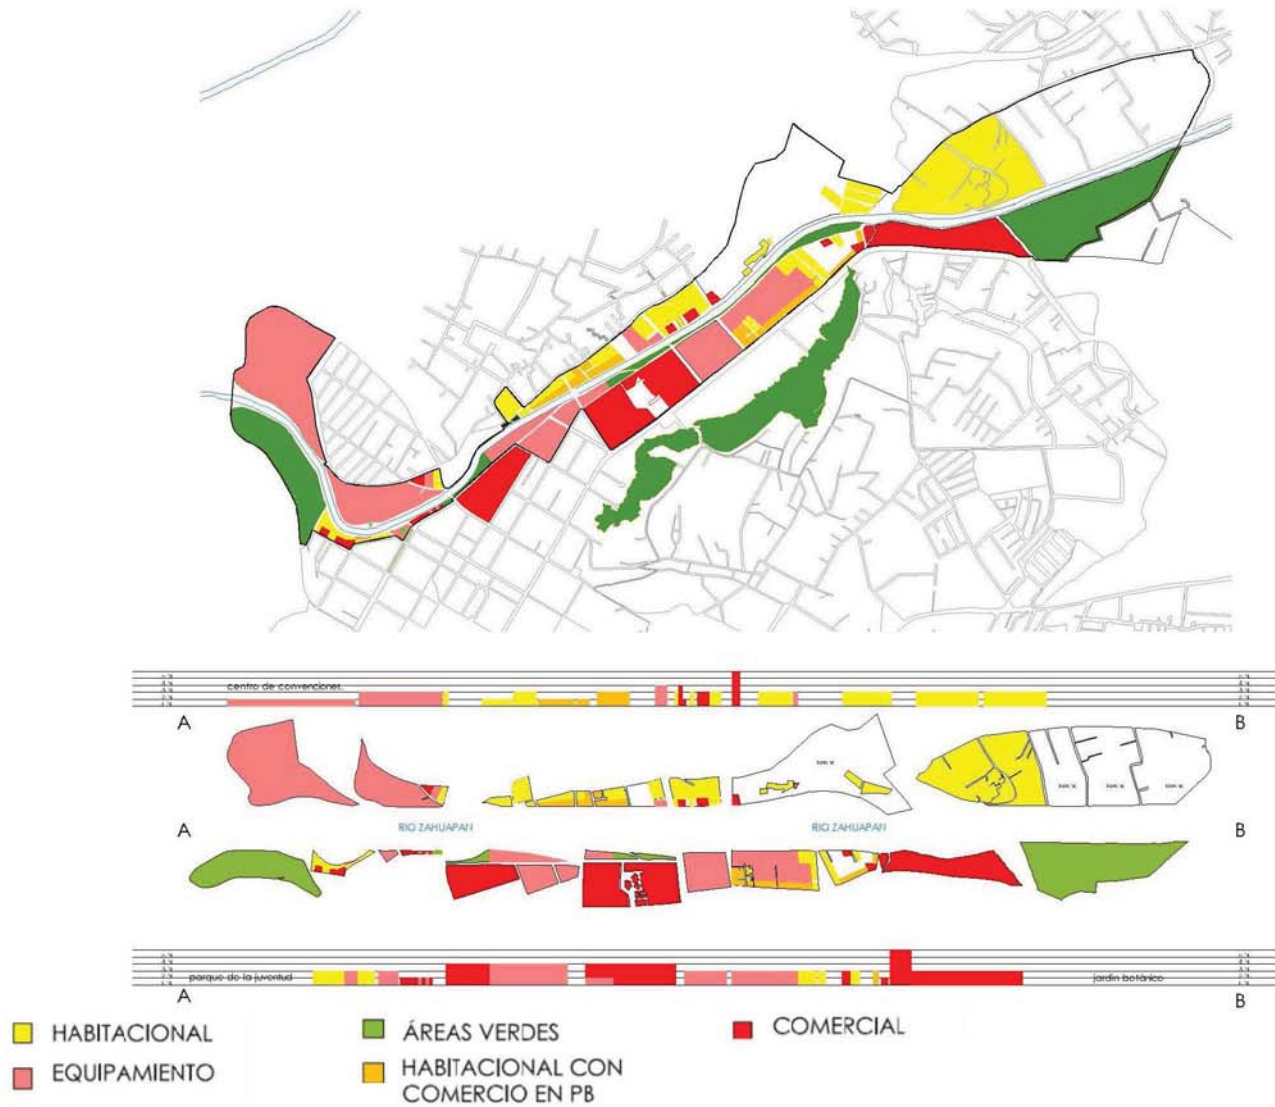 centro de convenciones.
A
B
A
RIO ZAHUAPAN
RIO ZAHUAPAN
B
parque de la juventud
jardin botánico
A
B
HABITACIONAL
ÁREAS VERDES
COMERCIAL
EQUIPAMIENTO
HABITACIONAL CON
COMERCIO EN PB